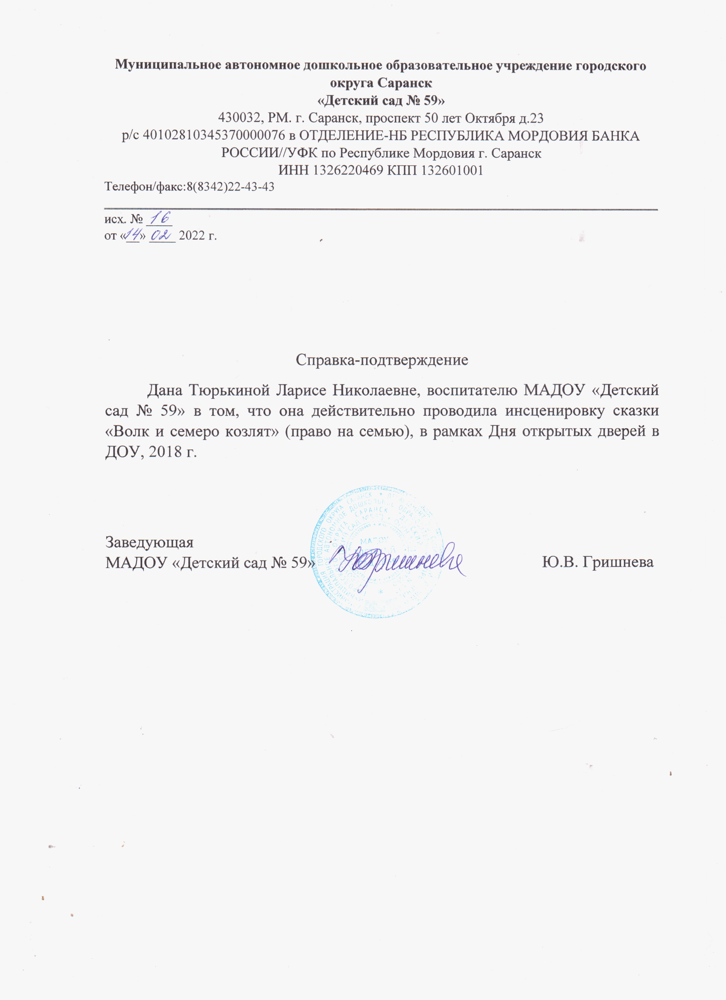 Муниципальное автономное дошкольное образовательное учреждение городского
округа Саранск
«Детский сад № 59»
430032, РМ. г. Саранск, проспект 50 лет Октября д.23
р/с 40102810345370000076 в ОТДЕЛЕНИЕ-НБ РЕСПУБЛИКА МОРДОВИЯ БАНКА
РОССИИ//УФК по Республике Мордовия г. Саранск
ИНН 1326220469 КПП 132601001
Телефон/факс:8(8342)22-43-43
исх. № 16
от «14» 02 2022 г.
Справка-подтверждение
Дана Тюрькиной Ларисе Николаевне, воспитателю МАДОУ «Детский
сад № 59» в том, что она действительно проводила инсценировку сказки
«Волк и семеро козлят» (право на семью), в рамках Дня открытых дверей в
ДОУ, 2018 г.
Заведующая
МАДОУ «Детский сад № 59» Ю.В. Гришнева